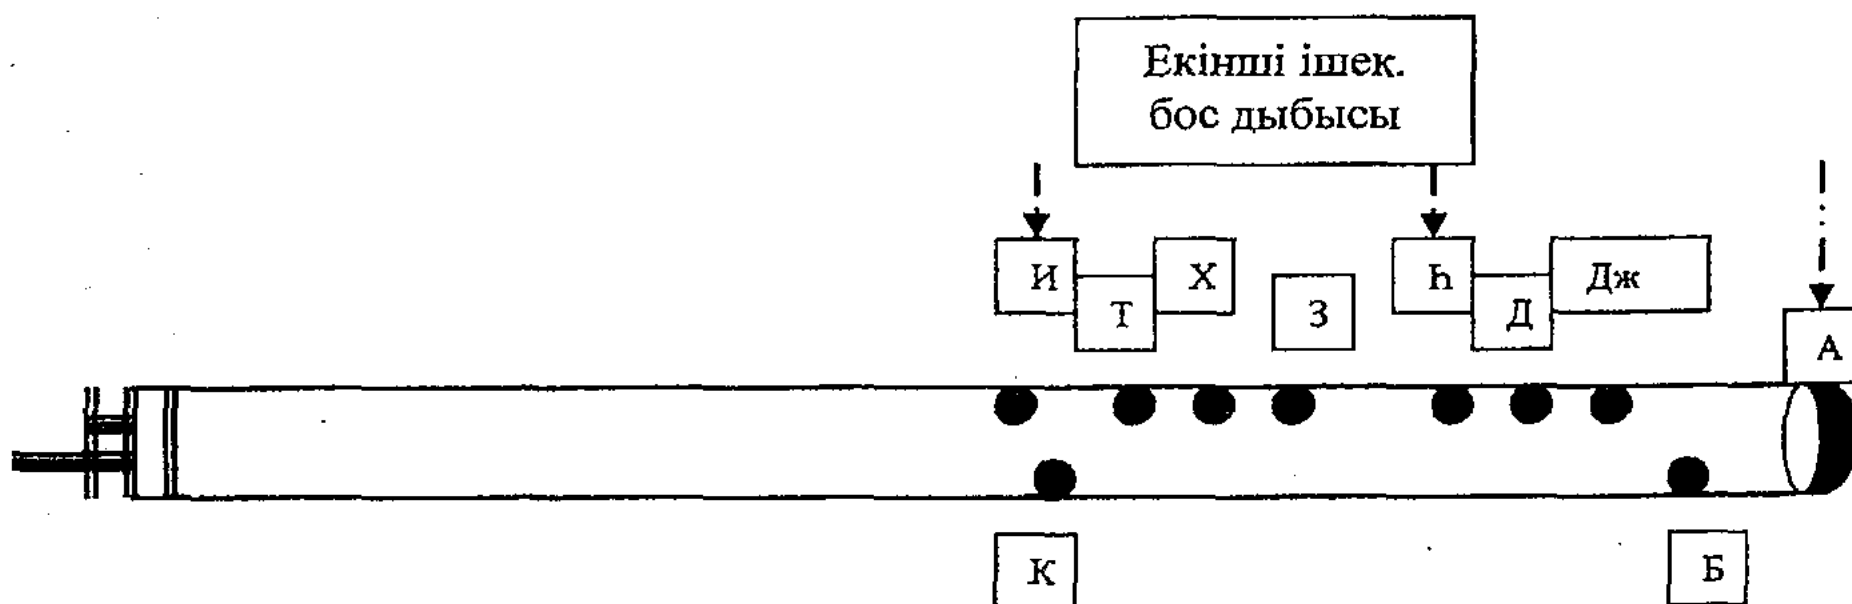 Екінші ішек.
бос дыбысы
И
Т
Х
З
Һ
Д
Дж
А
К
Б